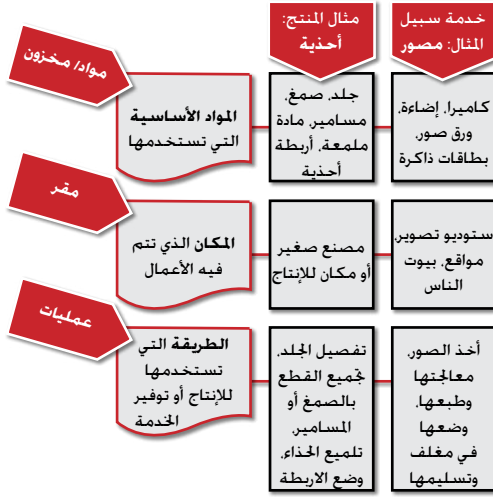 خدمة سبيل
المثال: مصور
مثال المنتج:
أحذية
مواد/ مخزون
المواد الأساسية
التي تستخدمها
جلد، صمغ،
مسامير، مادة
ملمعة، أربطة
أحذية
كاميرا، إضاءة،
ورق صور،
بطاقات ذاكرة
مقر
المكان الذي تتم
فيه الأعمال
مصنع صغير
أو مكان للإنتاج
ستوديو تصوير،
مواقع، بيوت
الناس
عمليات
الطريقة التي
تستخدمها
للإنتاج أو توفير
الخدمة
تفصيل الجلد،
تجميع القطع
بالصمغ أو
المسامير،
تلميع الحذاء،
وضع الاربطة
أخذ الصور،
معالجتها
وطبعها،
وضعها
في مغلف
وتسليمها